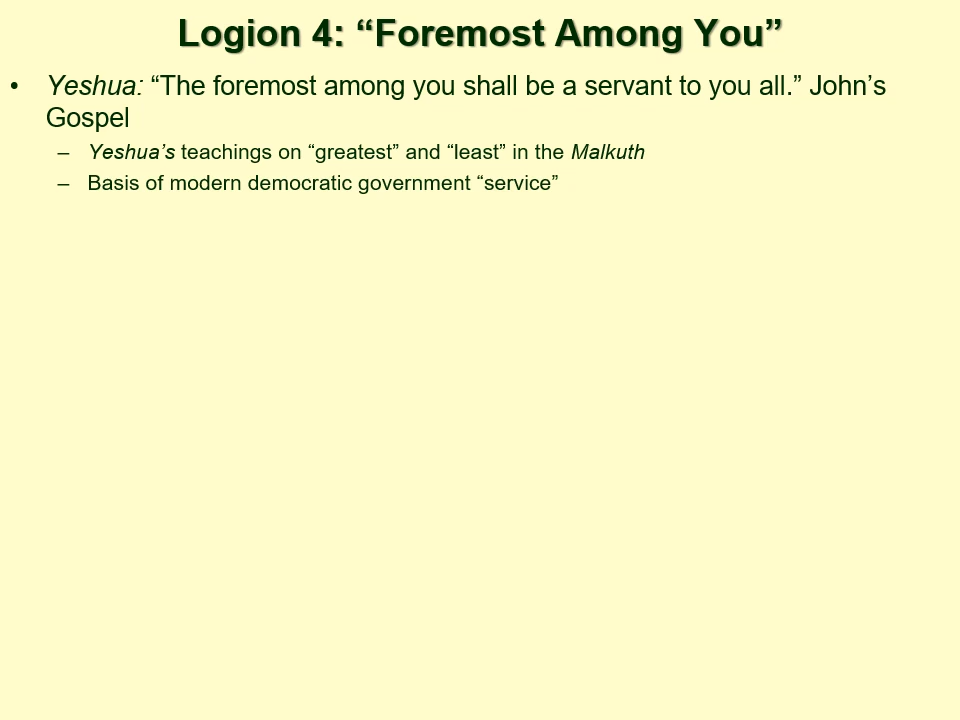 Logion 4: “Foremost Among You”
• Yeshua: “The foremost among you shall be a servant to you all.” John’s
Gospel
– Yeshua’s teachings on “greatest” and “least” in the Malkuth
– Basis of modern democratic government “service”